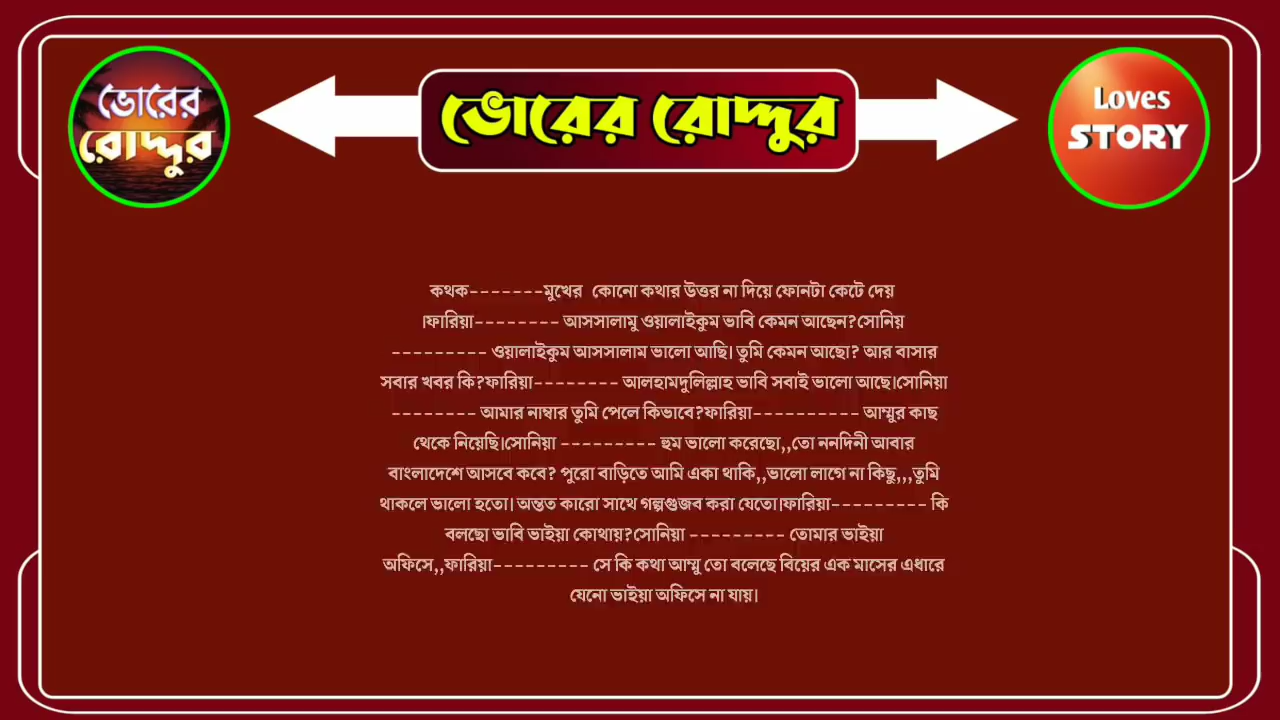 ভোরের
রোদ্দুর
ভোরের রোদ্দুর
Loves
STORY
কথক-------মুখের কোনো কথার উত্তর না দিয়ে ফোনটা কেটে দেয়
।ফারিয়া-------- আসসালামু ওয়ালাইকুম ভাবি কেমন আছেন?সোনিয়
--------- ওয়ালাইকুম আসসালাম ভালো আছি। তুমি কেমন আছো? আর বাসার
সবার খবর কি?ফারিয়া-------- আলহামদুলিল্লাহ ভাবি সবাই ভালো আছে।সোনিয়া
-------- আমার নাম্বার তুমি পেলে কিভাবে?ফারিয়া---------- আম্মুর কাছ
থেকে নিয়েছি।সোনিয়া --------- হুম ভালো করেছো,,তো ননদিনী আবার
বাংলাদেশে আসবে কবে? পুরো বাড়িতে আমি একা থাকি,,ভালো লাগে না কিছু,,,তুমি
থাকলে ভালো হতো। অন্তত কারো সাথে গল্পগুজব করা যেতো।ফারিয়া--------- কি
বলছো ভাবি ভাইয়া কোথায়?সোনিয়া --------- তোমার ভাইয়া
অফিসে,,ফারিয়া--------- সে কি কথা আম্মু তো বলেছে বিয়ের এক মাসের এধারে
যেনো ভাইয়া অফিসে না যায়।